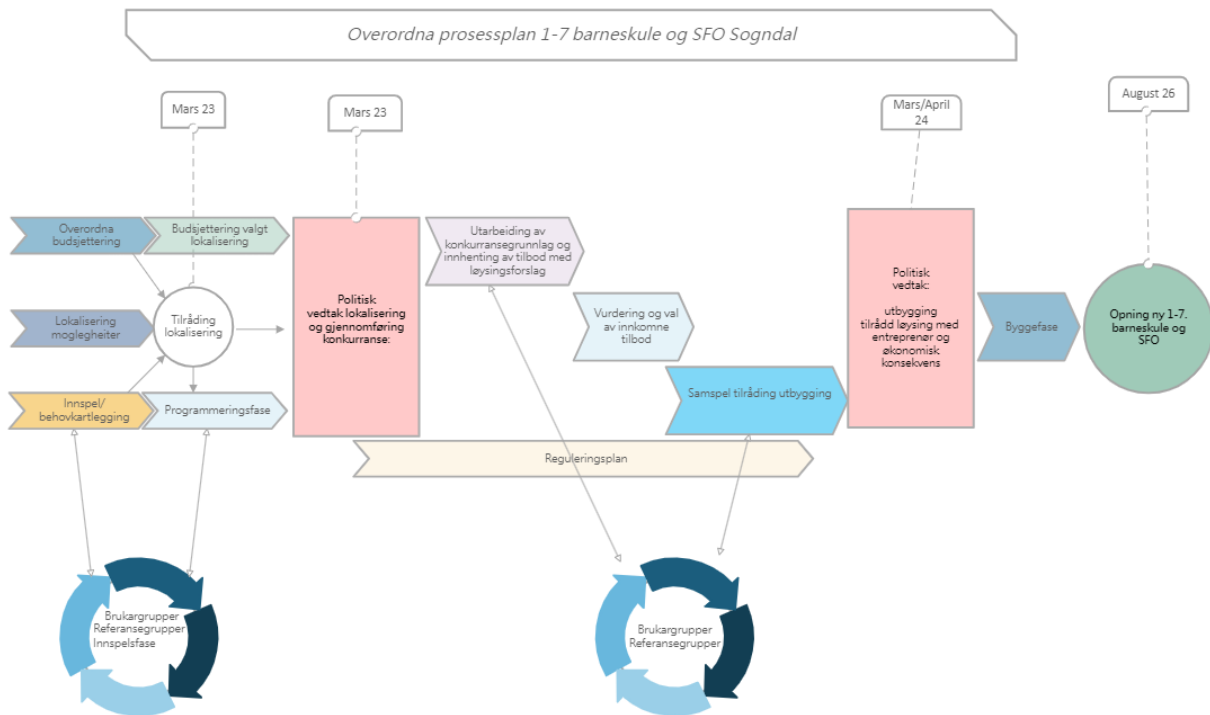 Overordna prosessplan 1-7 barneskule og SFO Sogndal
Mars 23
Mars 23
Mars/April
24
August 26
Overordna
budsjettering
Budsjettering valgt
lokalisering
Lokalisering
moglegheiter
Tilråding
lokalisering
Innspel/
behovkartlegging
Programmeringsfase
Politisk
vedtak lokalisering
og gjennomføring
konkurranse:
Utarbeiding av
konkurransegrunnlag og
innhenting av tilbod med
løysingsforslag
Vurdering og val
av innkomne
tilbod
Samspel tilråding utbygging
Reguleringsplan
Politisk
vedtak:
utbygging
tilrådd løysing med
entreprenør og
økonomisk
konsekvens
Byggefase
Opning ny 1-7.
barneskule og
SFO
Brukargrupper
Referansegrupper
Innspelsfase
Brukargrupper
Referansegrupper